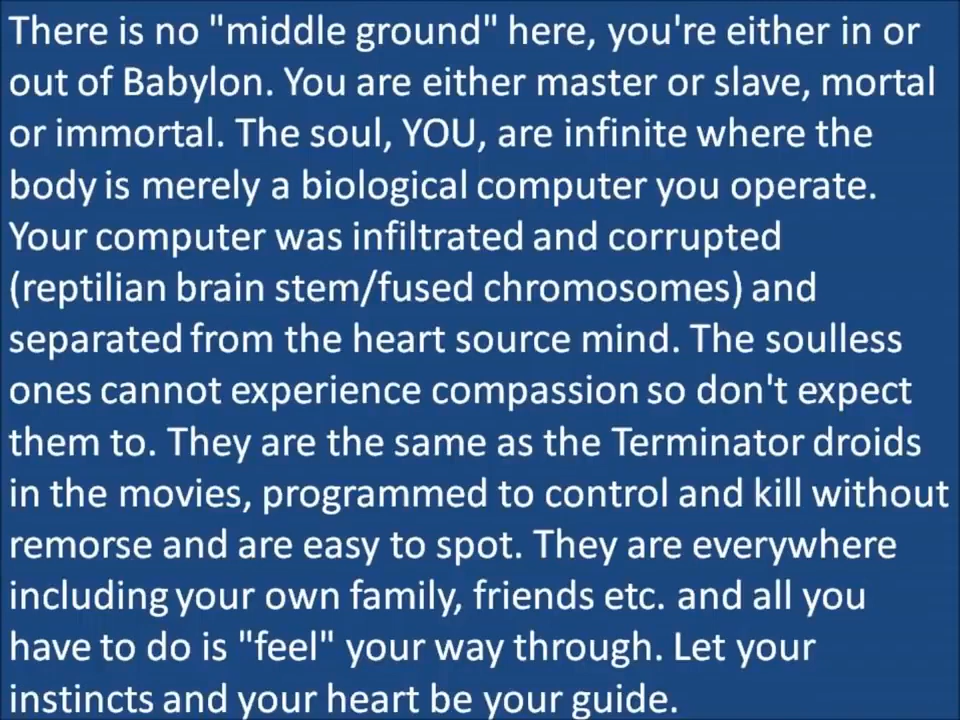 There is no "middle ground" here, you're either in or
out of Babylon. You are either master or slave, mortal
or immortal. The soul, YOU, are infinite where the
body is merely a biological computer you operate.
Your computer was infiltrated and corrupted
(reptilian brain stem/fused chromosomes) and
separated from the heart source mind. The soulless
ones cannot experience compassion so don't expect
them to. They are the same as the Terminator droids
in the movies, programmed to control and kill without
remorse and are easy to spot. They are everywhere
including your own family, friends etc. and all you
have to do is "feel" your way through. Let your
instincts and your heart be your guide.